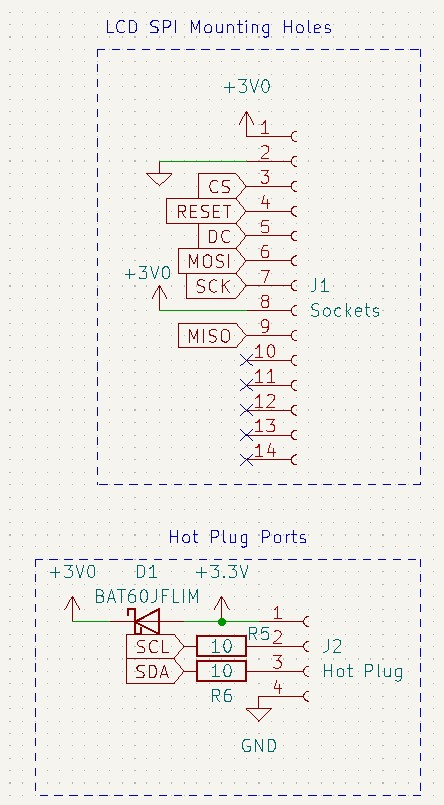 LCD SPI Mounting Holes
+3V0
1
2
CS 3
RESET 4
DC 5
MOSI 6
+3V0
SCK 7 J1
8 Sockets
MISO 9
10
11
12
13
14
Hot Plug Ports
+3V0 D1 +3.3V
BAT60JFLIM
1
R5
SCL 10 2 J2
SDA 10 3 Hot Plug
R6 4
GND